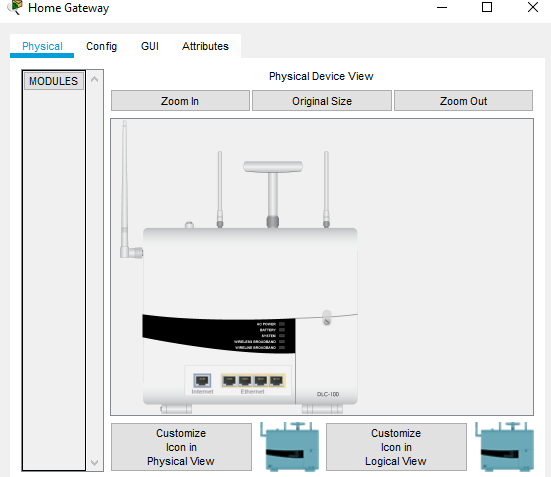 Home Gateway
Physical
Config
GUI
Attributes
MODULES
Physical Device View
Zoom In
Original Size
Zoom Out
AC POWER
BATTERY
SYSTEM
WIRELESS BROADBAND
WIRELINE BROADBAND
Internet
Ethernet
DLC-100
Customize
Icon in
Physical View
Customize
Icon in
Logical View